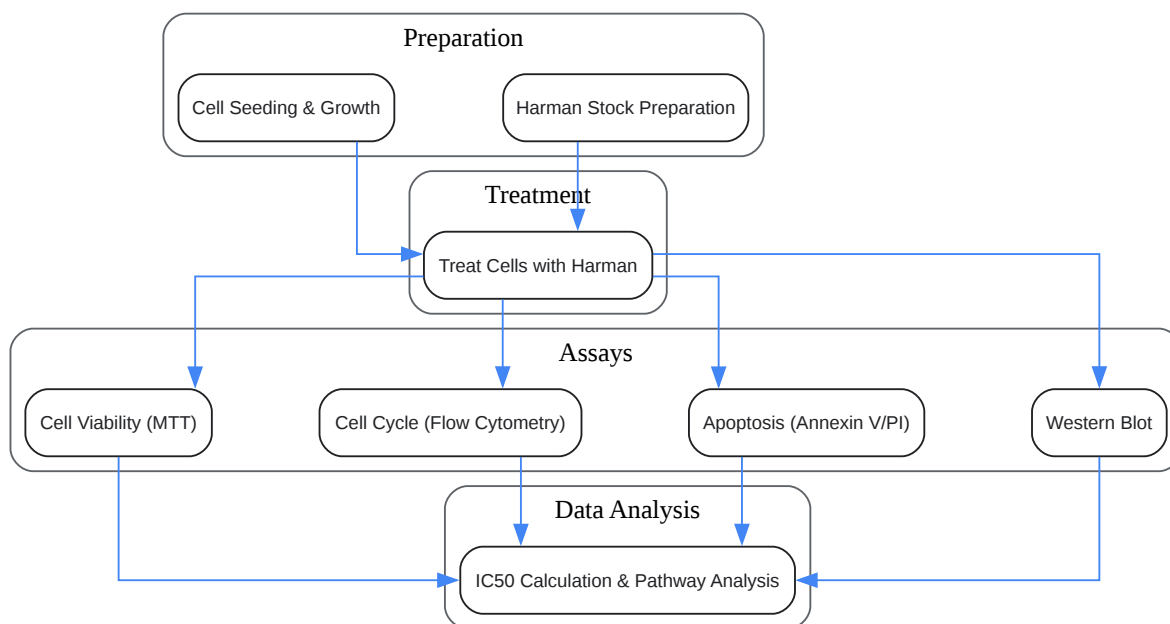 Preparation
Cell Seeding & Growth
Harman Stock Preparation
Treatment
Treat Cells with Harman
Assays
Cell Viability (MTT)
Cell Cycle (Flow Cytometry)
Apoptosis (Annexin V/PI)
Western Blot
Data Analysis
IC50 Calculation & Pathway Analysis